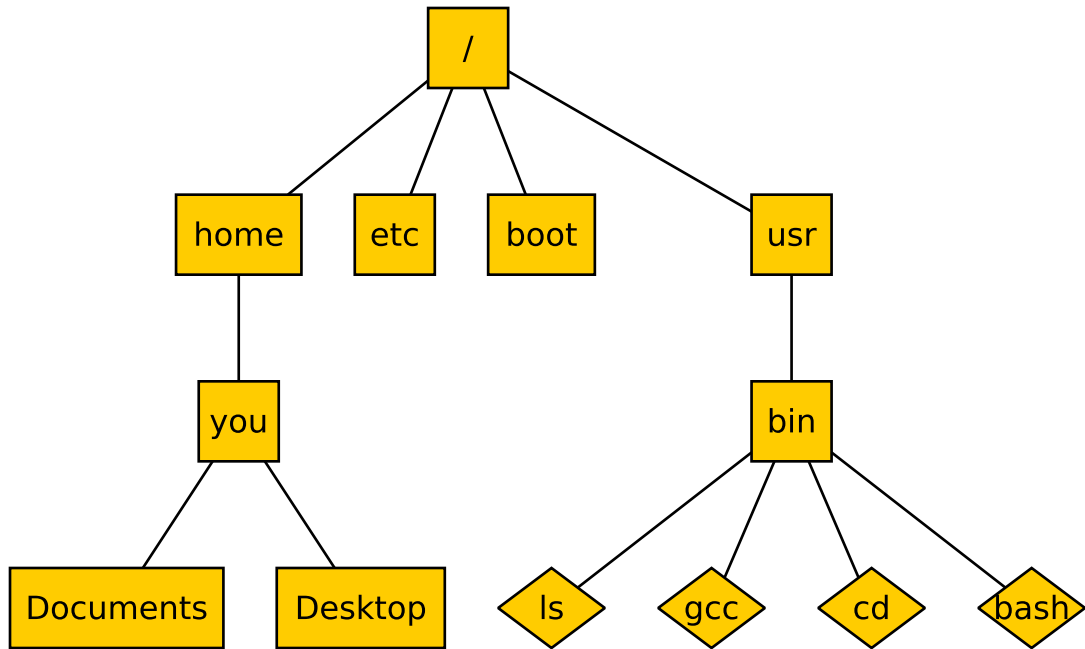 /
home
etc
boot
usr
you
bin
Documents
Desktop
ls
gcc
cd
bash